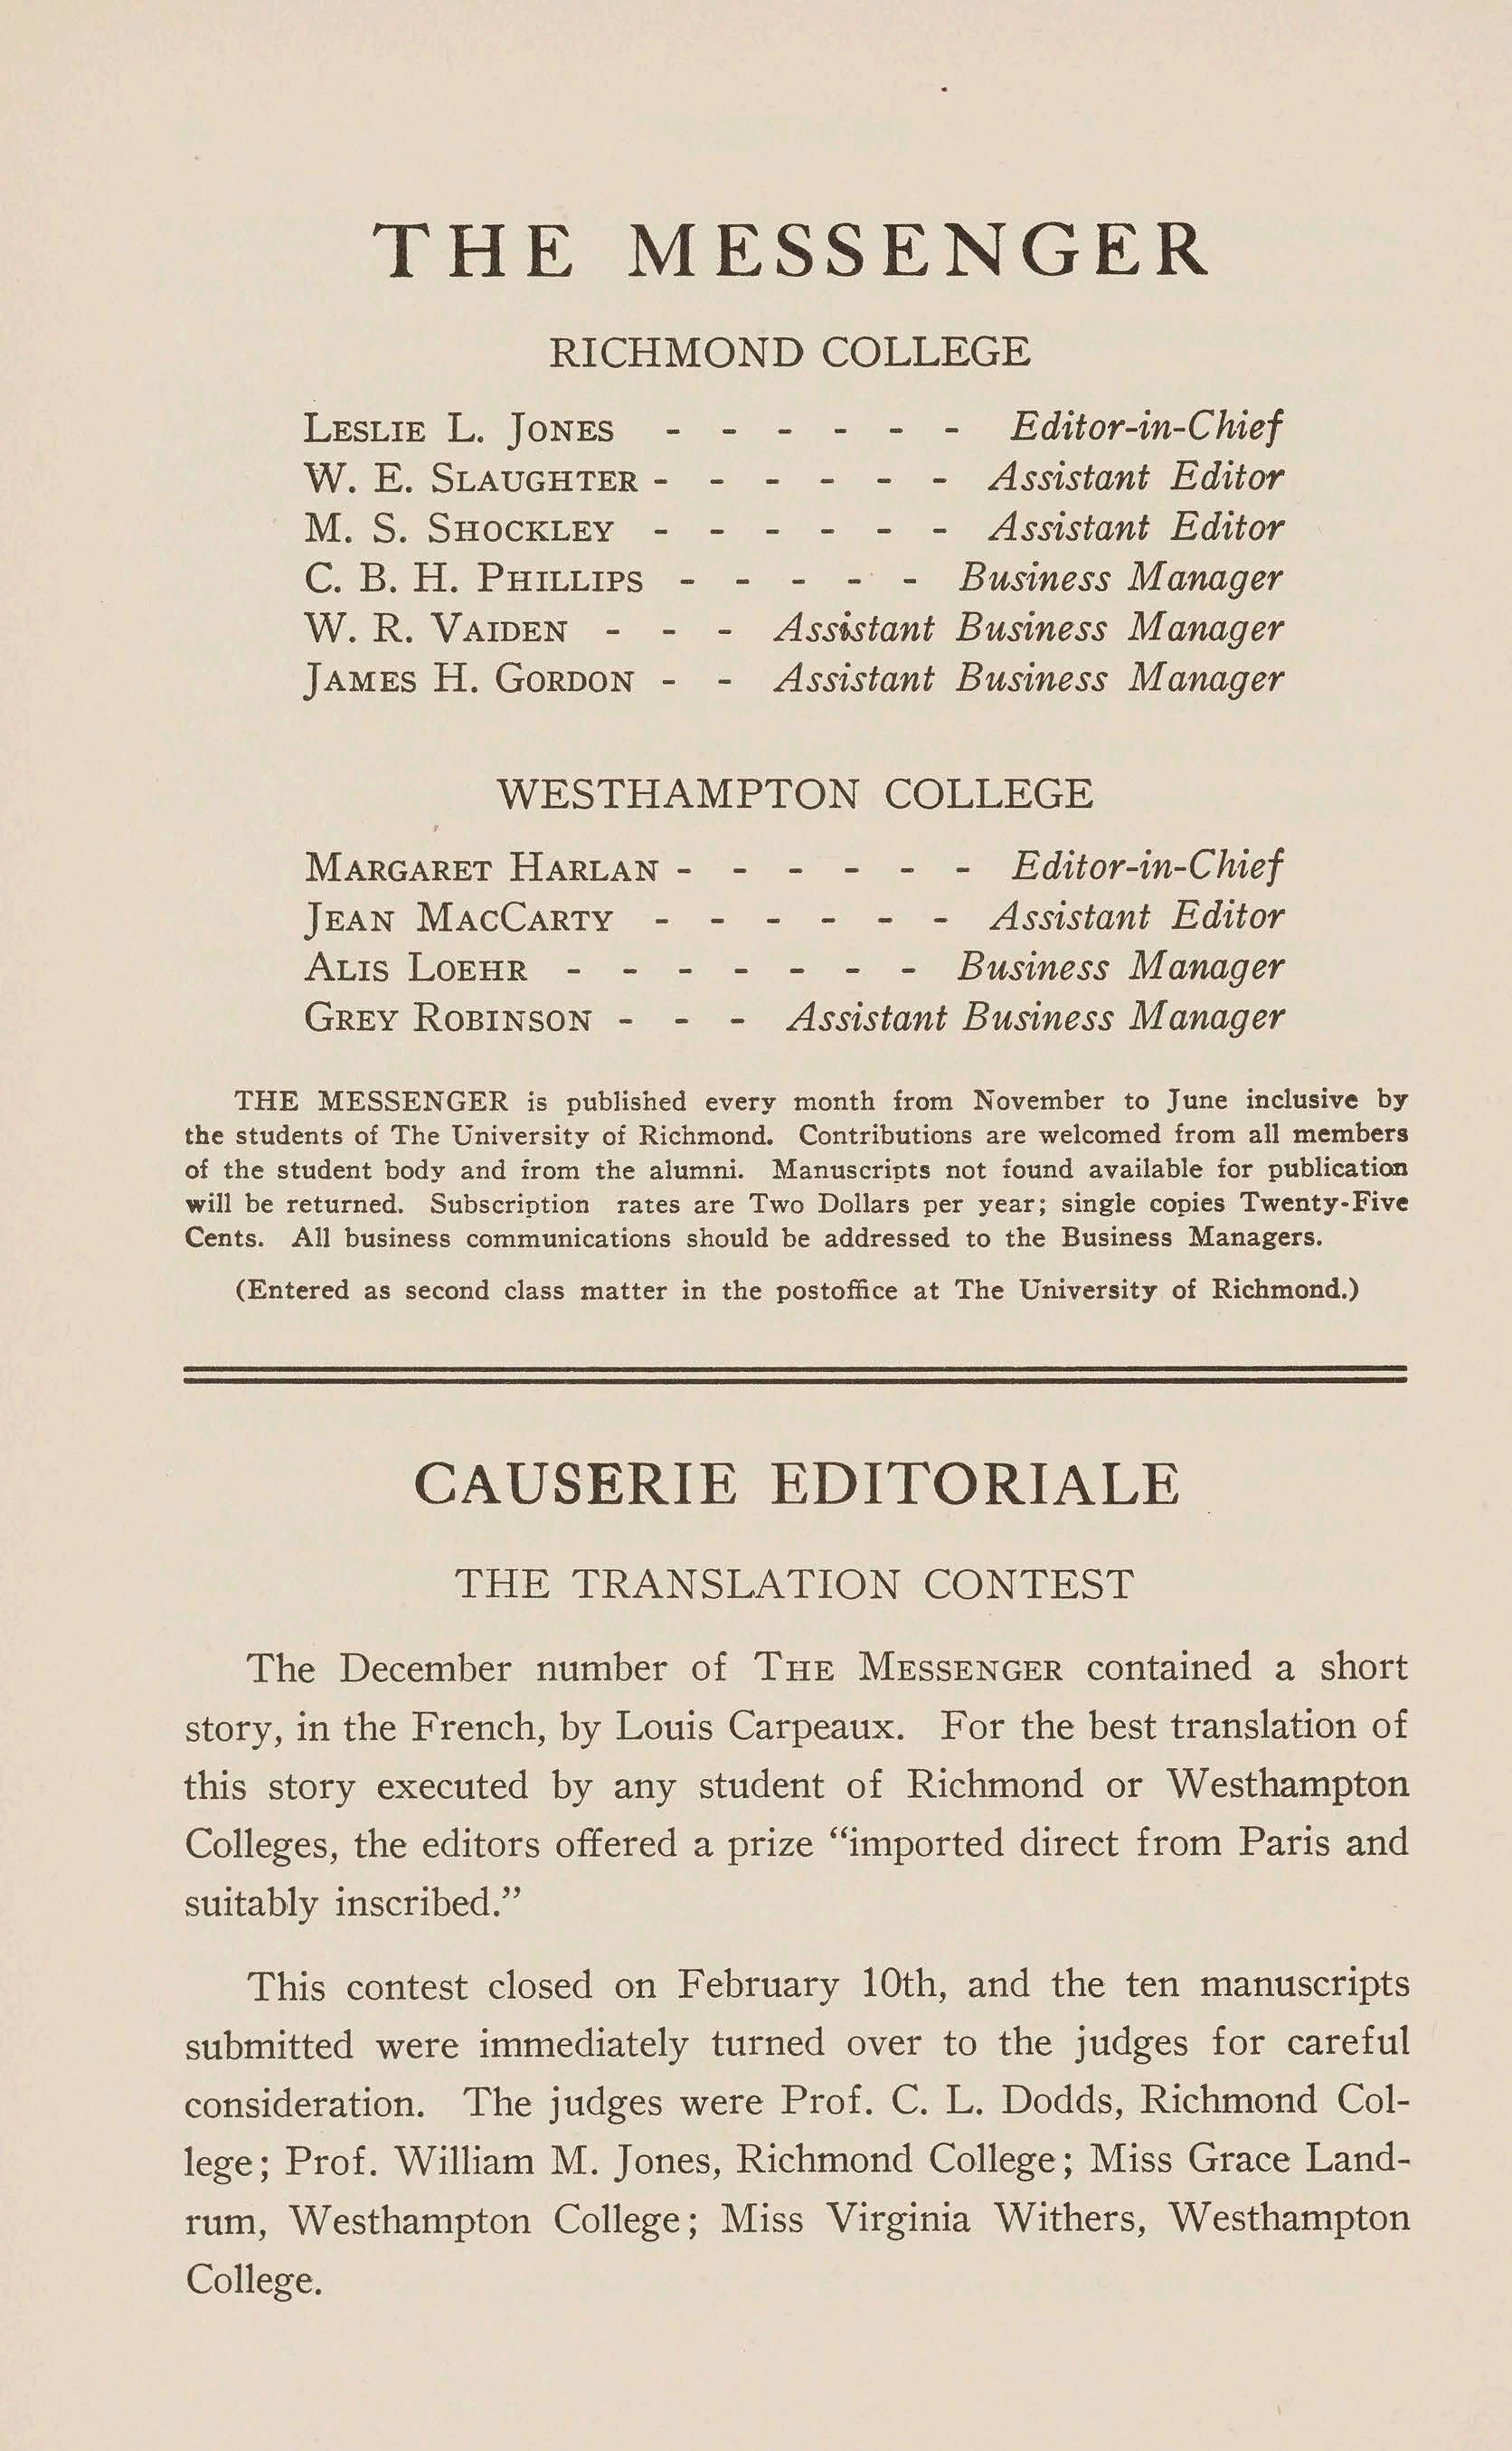 THE MESSENGER
RICHMOND COLLEGE
LESLIE L. JONES - - - - - - Editor-in-Chief
W. E. SLAUGHTER - - - - - - Assistant Editor
M. S. SHOCKLEY - - - - - - Assistant Editor
C. B. H. PHILLIPS - - - - - Business Manager
W. R. VAIDEN - - - Assistant Business Manager
JAMES H. GORDON - - Assistant Business Manager
WESTHAMPTON COLLEGE
MARGARET HARLAN - - - - - - Editor-in-Chief
JEAN MACCARTY - - - - - - Assistant Editor
ALIS LOEHR - - - - - - - Business Manager
GREY ROBINSON - - - Assistant Business Manager
THE MESSENGER is published every month from November to June inclusive by
the students of The University of Richmond. Contributions are welcomed from all members
of the student body and from the alumni. Manuscripts not found available for publication
will be returned. Subscription rates are Two Dollars per year; single copies Twenty-Five
Cents. All business communications should be addressed to the Business Managers.
(Entered as second class matter in the postoffice at The University of Richmond.)
CAUSERIE EDITORIALE
THE TRANSLATION CONTEST
The December number of THE MESSENGER contained a short
story, in the French, by Louis Carpeaux. For the best translation of
this story executed by any student of Richmond or Westhampton
Colleges, the editors offered a prize "imported direct from Paris and
suitably inscribed."
This contest closed on February 10th, and the ten manuscripts
submitted were immediately turned over to the judges for careful
consideration. The judges were Prof. C. L. Dodds, Richmond Col-
lege; Prof. William M. Jones, Richmond College; Miss Grace Land-
rum, Westhampton College; Miss Virginia Withers, Westhampton
College.